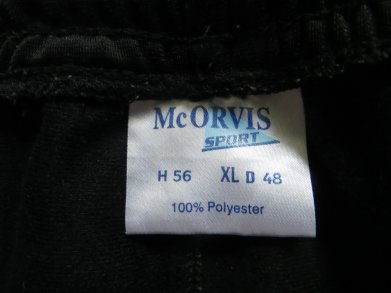 McORVIS
SPORT
H 56 XL D 48
100% Polyester